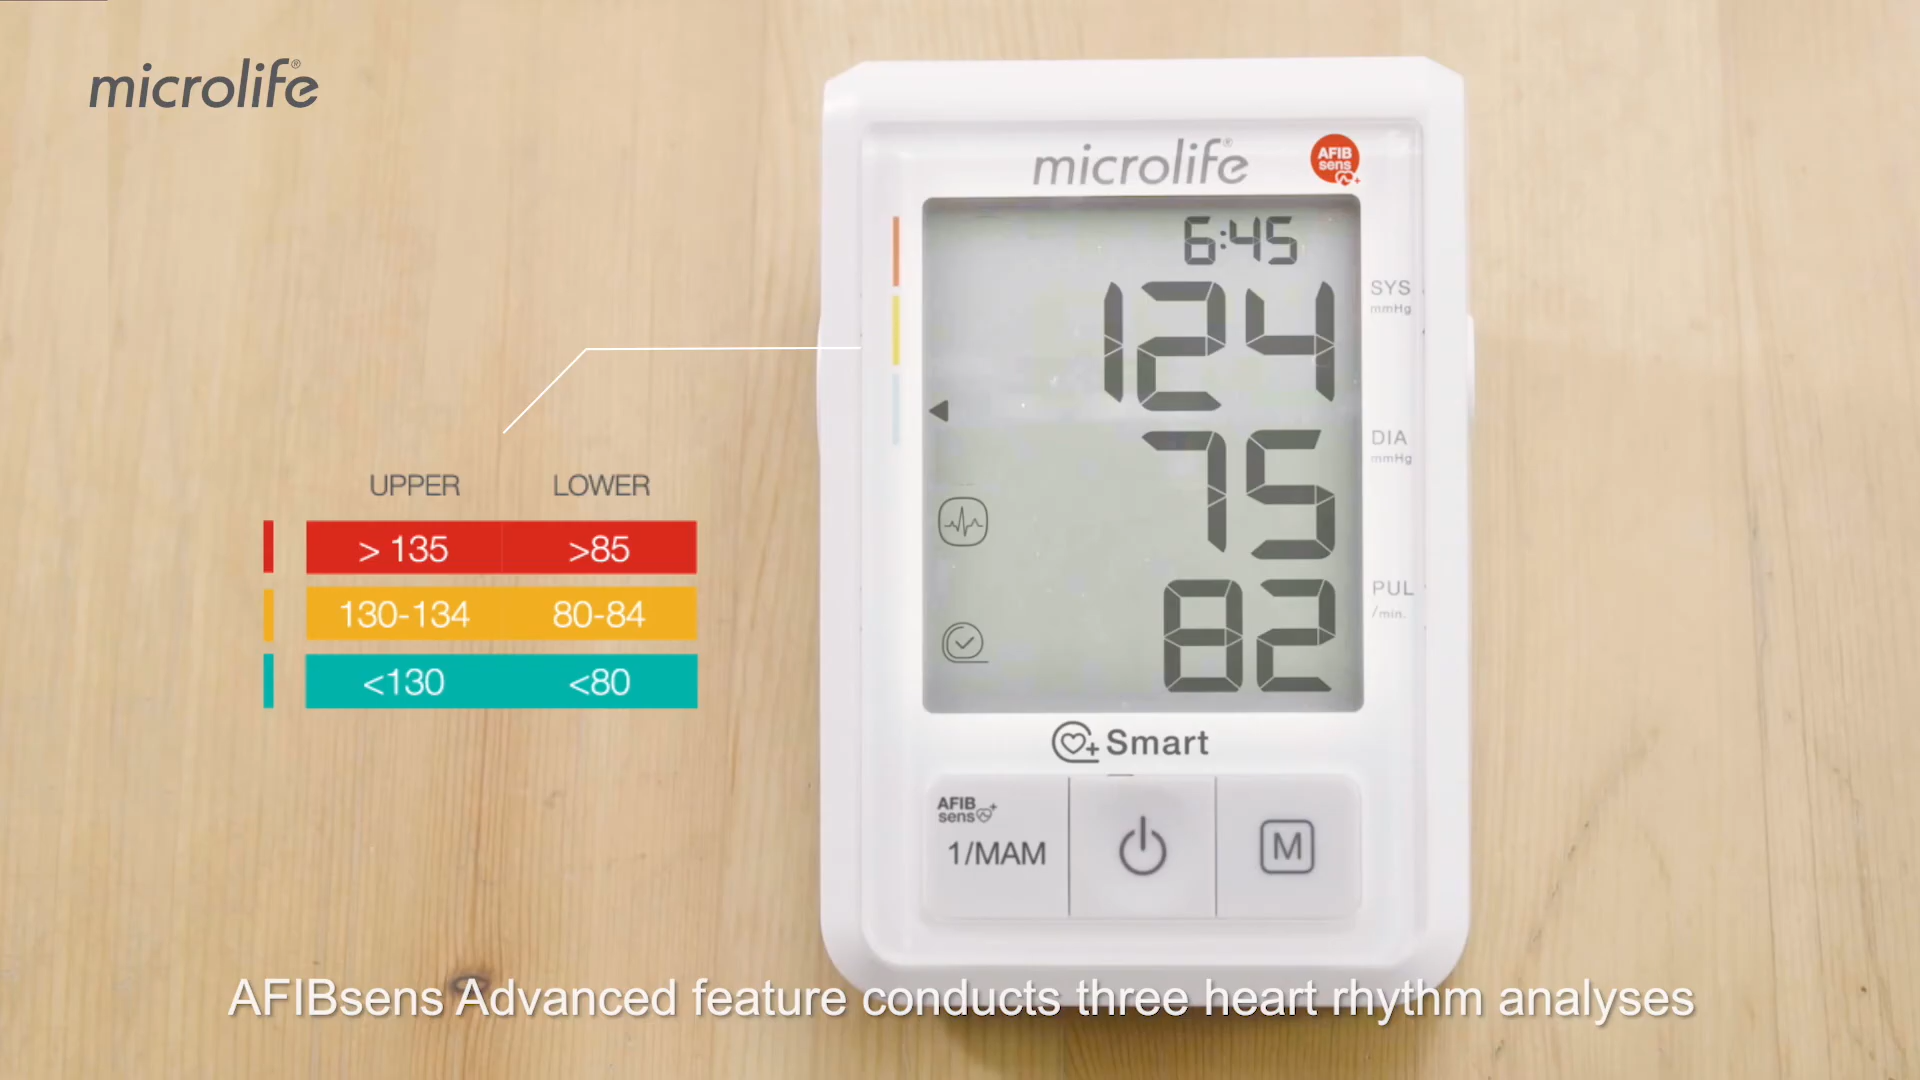 microlife®
microlife®
AFIB
sens
6:45
124
SYS
mmHg
75
DIA
mmHg
82
PUL
/min.
UPPER LOWER
> 135 >85
130-134 80-84
<130 <80
+ Smart
AFIB
sens
1/MAM
M
AFIBsens Advanced feature conducts three heart rhythm analyses